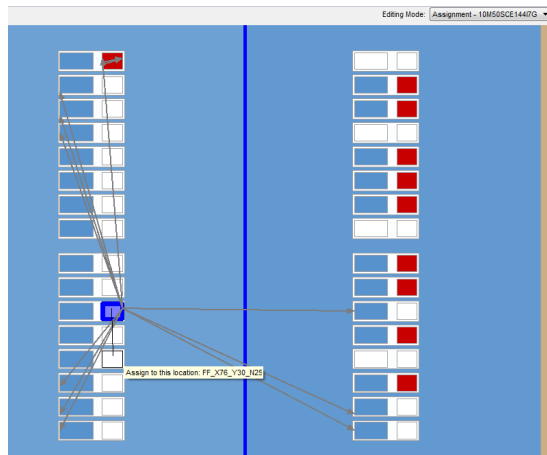 Editing Mode: Assignment - 10M50SCE144I7G
Assign to this location: FF_X76_Y30_N25